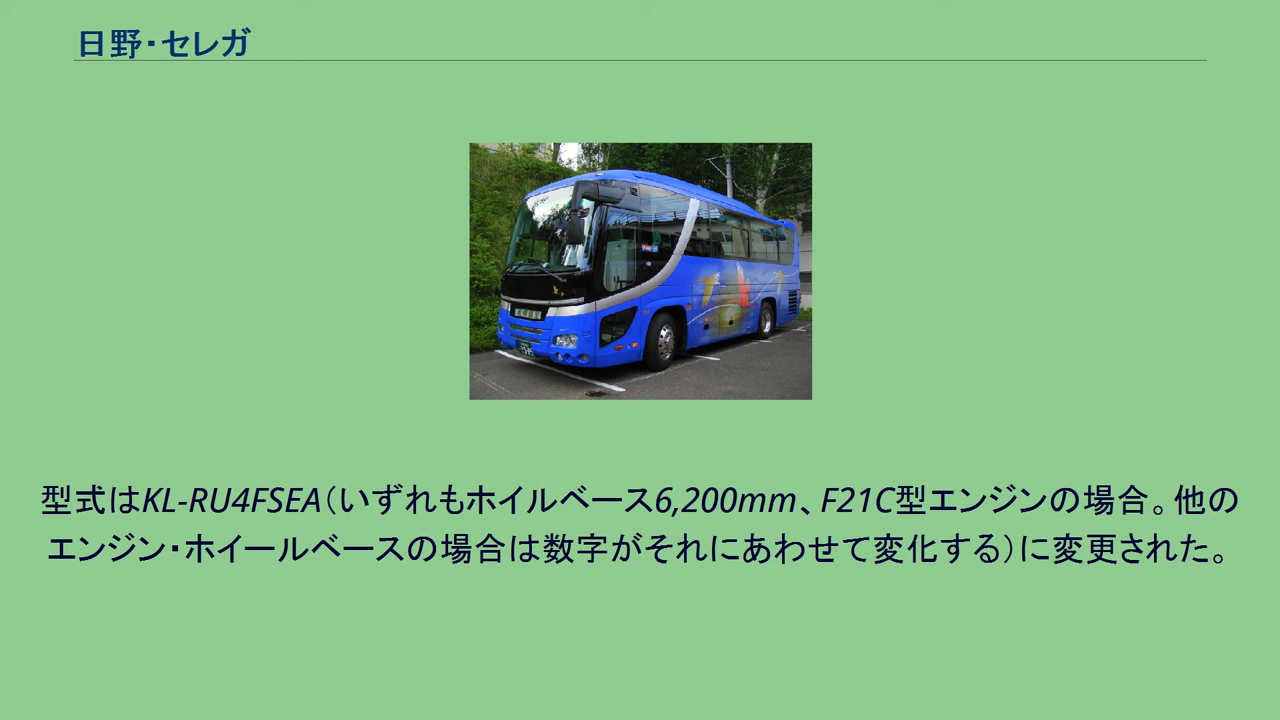 日野・セレガ
型式はKL-RU4FSEA（いずれもホイルベース6,200mm、F21C型エンジンの場合。他の
エンジン・ホイールベースの場合は数字がそれにあわせて変化する）に変更された。